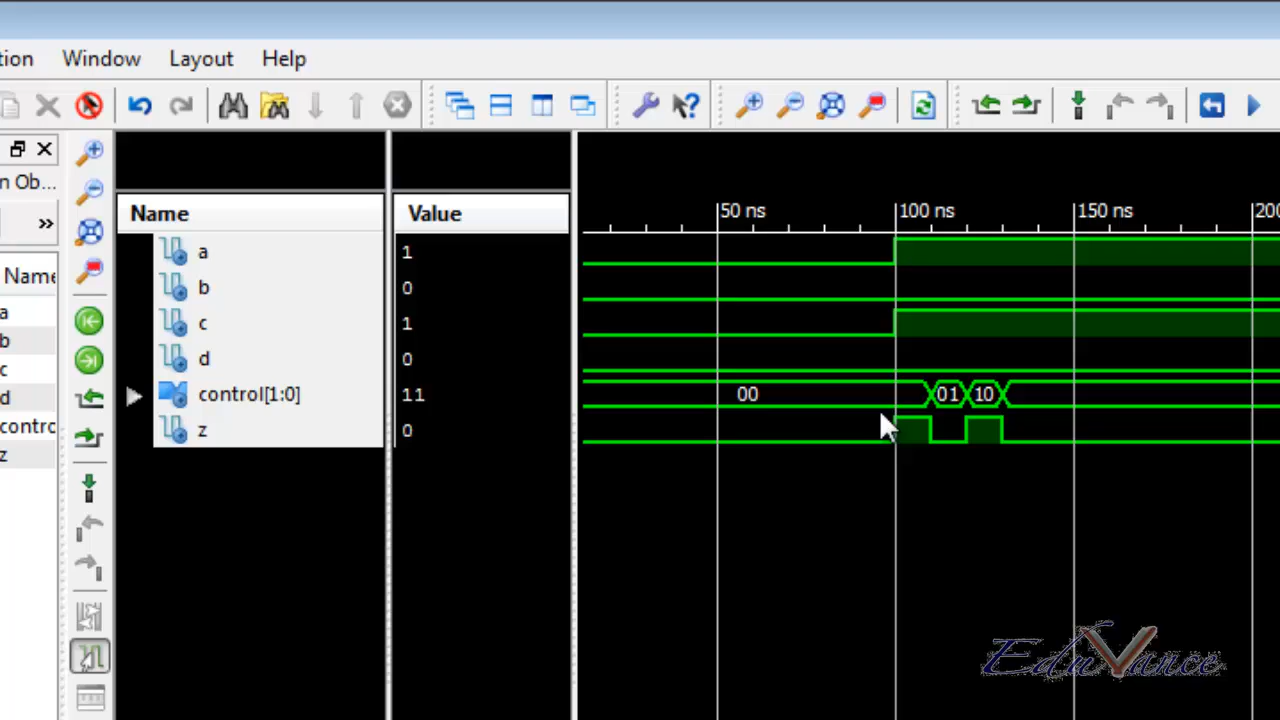 tion Window Layout Help
n Ob...
»
Name Value
50 ns 100 ns 150 ns 200
Name
a 1
b 0
c 1
d 0
control[1:0] 11 00 01 10
z 0
a
b
c
d
contro
z
EduVance